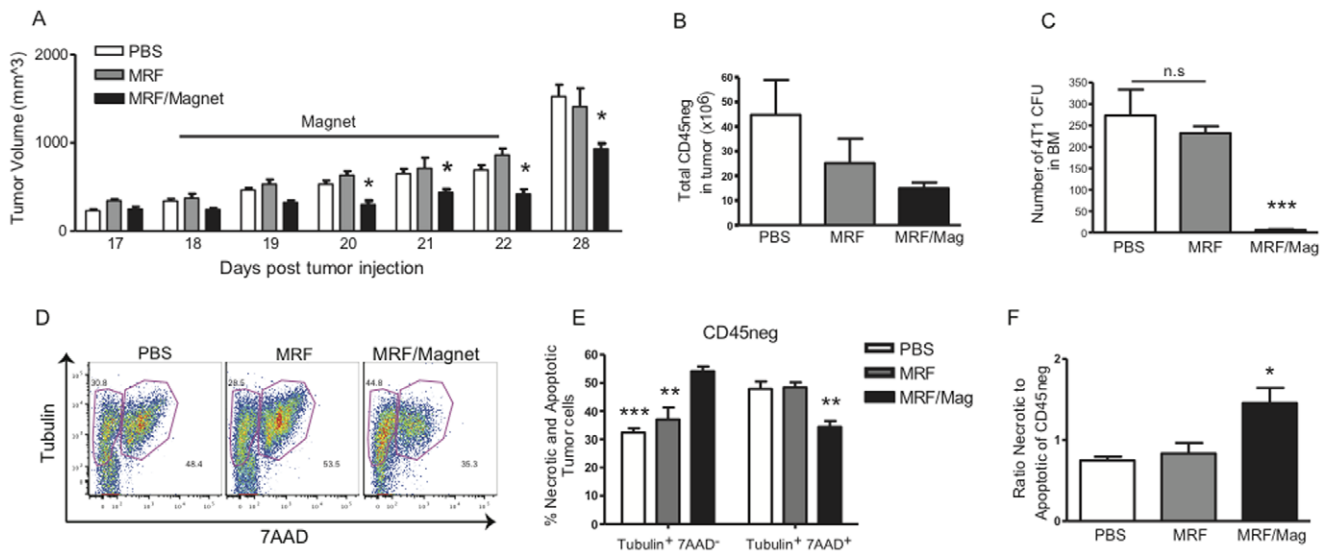 A
Tumor Volume (mm^3)
2000
1000
0
PBS
MRF
MRF/Magnet
Magnet
*
*
*
*
17 18 19 20 21 22 28
Days post tumor injection
B
Total CD45neg
in tumor (x10⁶)
60
50
40
30
20
10
0
PBS MRF MRF/Mag
C
Number of 4T1 CFU
in BM
350
300
250
200
150
100
50
0
n.s
***
PBS MRF MRF/Mag
D
PBS MRF MRF/Magnet
Tubulin
30.8
48.4
28.5
53.5
44.8
35.3
7AAD
E
CD45neg
% Necrotic and Apoptotic
Tumor cells
60
50
40
30
20
10
0
*** ** **
PBS
MRF
MRF/Mag
Tubulin⁺ 7AAD⁻ Tubulin⁺ 7AAD⁺
F
Ratio Necrotic to
Apoptotic of CD45neg
2
1
0
*
PBS MRF MRF/Mag